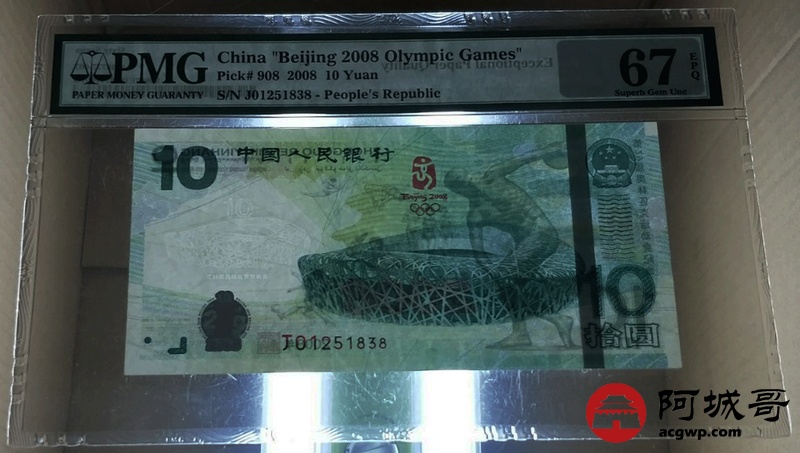 PMG
PAPER MONEY GUARANTY
China "Beijing 2008 Olympic Games"
Pick# 908 2008 10 Yuan
S/N J01251838 - People's Republic
Exceptional Paper Quality
67
EPQ
Superb Gem Unc
10
中国人民银行
Beijing 2008
10
拾圆
J01251838
阿城哥
acgwp.com